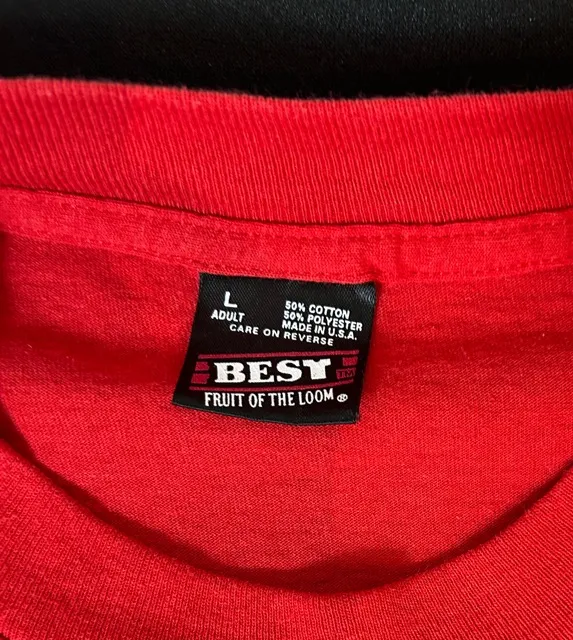 L
ADULT
50% COTTON
50% POLYESTER
MADE IN U.S.A.
CARE ON REVERSE
BEST
FRUIT OF THE LOOM ®